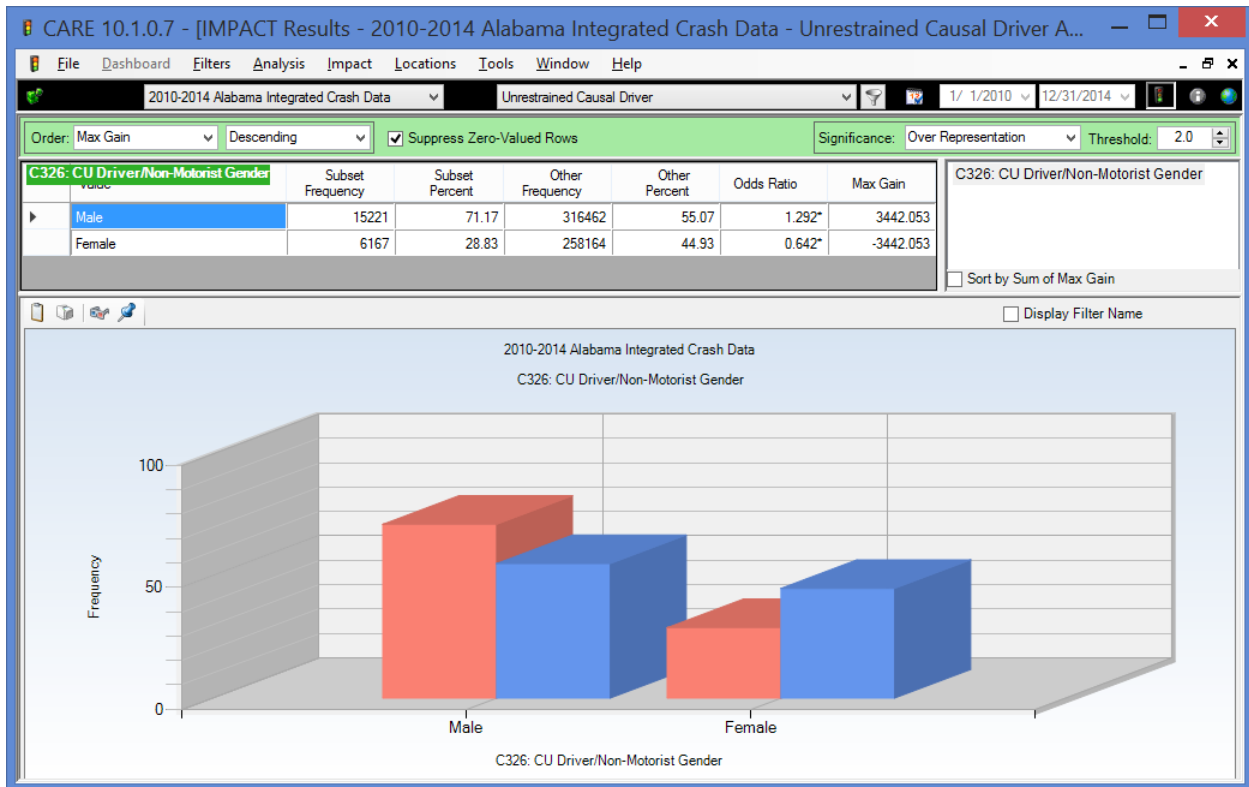 CARE 10.1.0.7 - [IMPACT Results - 2010-2014 Alabama Integrated Crash Data - Unrestrained Causal Driver A...
File Dashboard Filters Analysis Impact Locations Tools Window Help
2010-2014 Alabama Integrated Crash Data Unrestrained Causal Driver 1/ 1/2010 12/31/2014
Order: Max Gain Descending Suppress Zero-Valued Rows Significance: Over Representation Threshold: 2.0
C326: CU Driver/Non-Motorist Gender Subset Frequency Subset Percent Other Frequency Other Percent Odds Ratio Max Gain
Male 15221 71.17 316462 55.07 1.292* 3442.053
Female 6167 28.83 258164 44.93 0.642* -3442.053
C326: CU Driver/Non-Motorist Gender
Sort by Sum of Max Gain
Display Filter Name
2010-2014 Alabama Integrated Crash Data
C326: CU Driver/Non-Motorist Gender
100
50
0
Frequency
Male Female
C326: CU Driver/Non-Motorist Gender